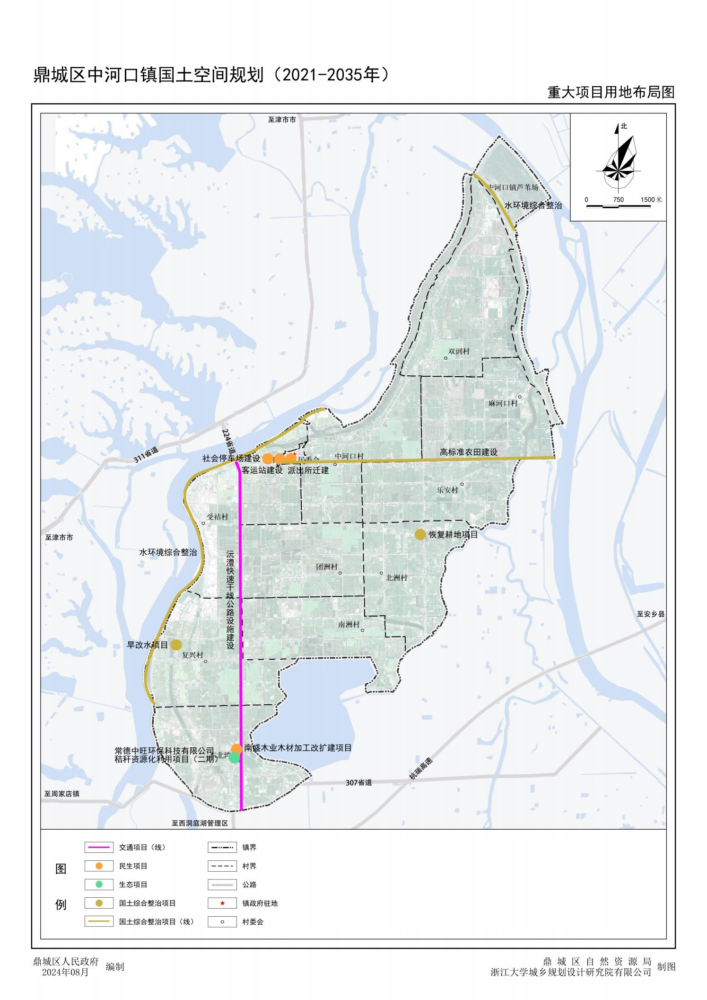 鼎城区中河口镇国土空间规划（2021-2035年）
重大项目用地布局图
至津市市
北
0 750 1500米
中河口镇芦苇场
水环境综合整治
双剅村
麻河口村
224省道
311省道
高标准农田建设
社会停车场建设
居委会
中河口村
客运站建设 派出所迁建
乐安村
受祜村
至津市市
恢复耕地项目
水环境综合整治
沅澧快速干线公路设施建设
团洲村
北洲村
至安乡县
南洲村
旱改水项目
复兴村
南盛木业木材加工改扩建项目
常德中旺环保科技有限公司
秸秆资源化利用项目（二期）
北湾
杭瑞高速
307省道
至周家店镇
至西洞庭湖管理区
图例
交通项目（线）
民生项目
生态项目
国土综合整治项目
国土综合整治项目（线）
镇界
村界
公路
镇政府驻地
村委会
鼎城区人民政府
2024年08月
编制
鼎城区自然资源局
浙江大学城乡规划设计研究院有限公司
制图